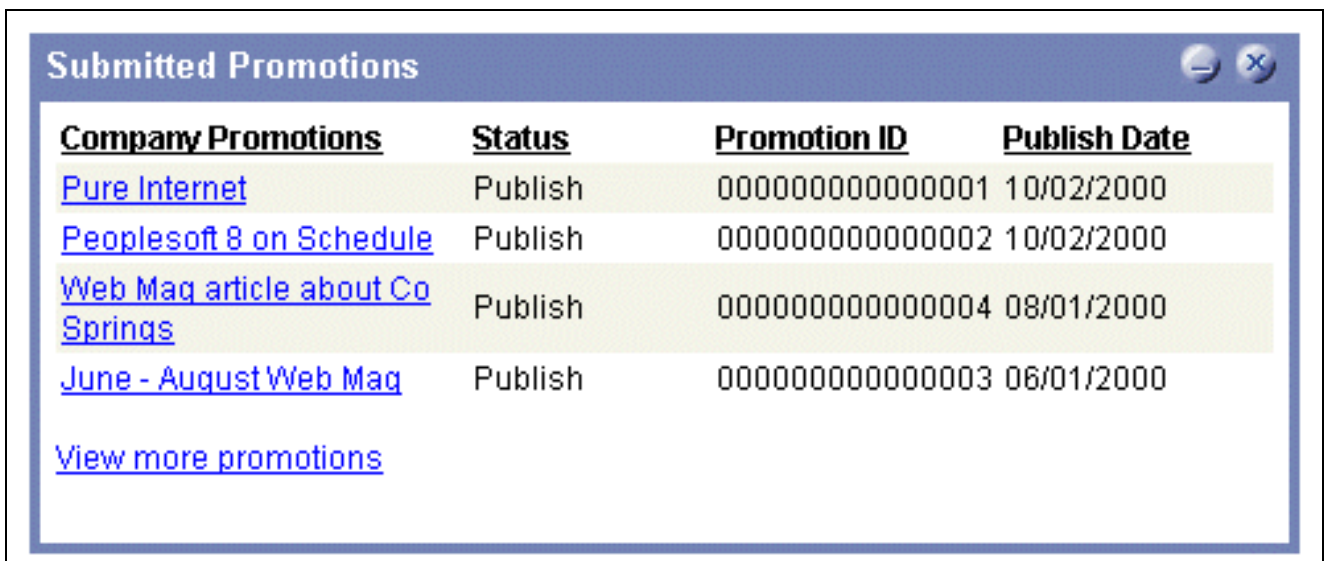 Submitted Promotions
Company Promotions Status Promotion ID Publish Date
Pure Internet Publish 000000000000001 10/02/2000
Peoplesoft 8 on Schedule Publish 000000000000002 10/02/2000
Web Mag article about Co
Springs Publish 000000000000004 08/01/2000
June - August Web Mag Publish 000000000000003 06/01/2000
View more promotions